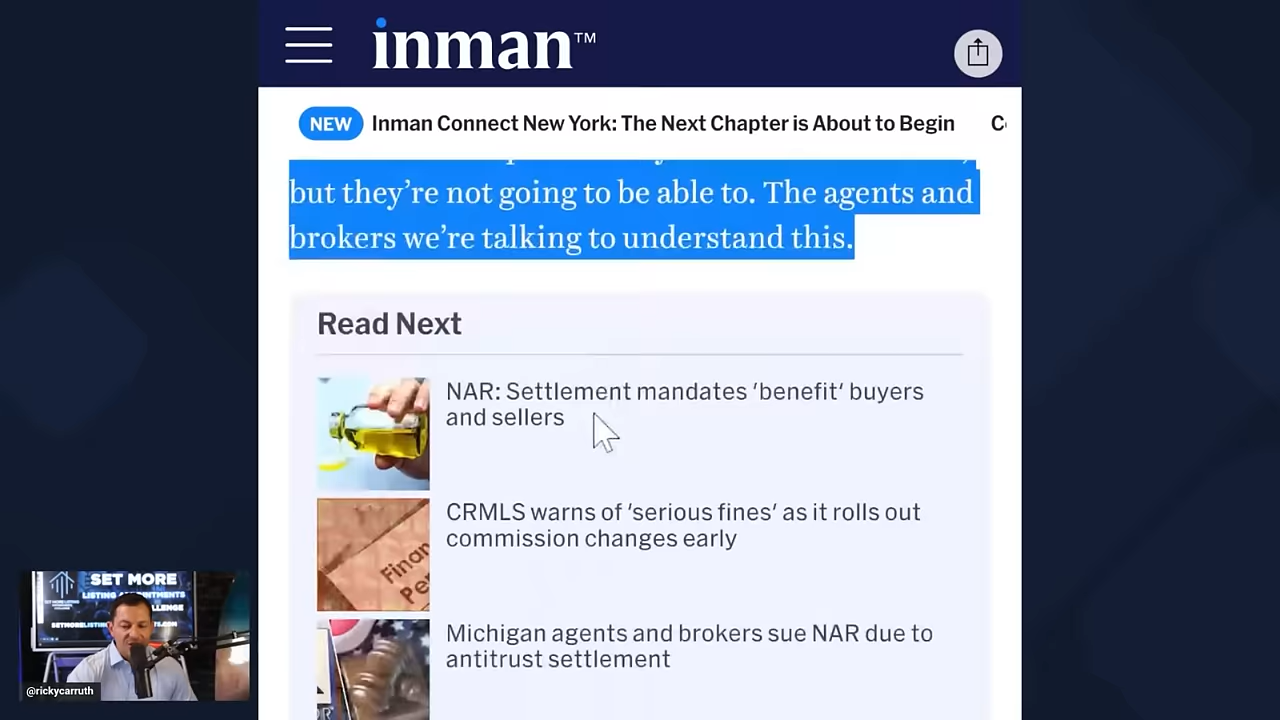 inman™
NEW Inman Connect New York: The Next Chapter is About to Begin
but they're not going to be able to. The agents and
brokers we're talking to understand this.
Read Next
NAR: Settlement mandates 'benefit' buyers
and sellers
CRMLS warns of 'serious fines' as it rolls out
commission changes early
Michigan agents and brokers sue NAR due to
antitrust settlement
SET MORE
@rickycarruth